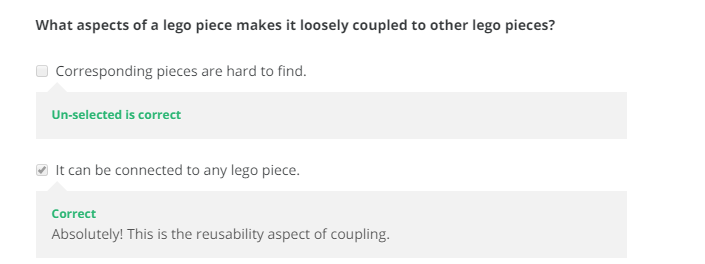 What aspects of a lego piece makes it loosely coupled to other lego pieces?
Corresponding pieces are hard to find.
Un-selected is correct
It can be connected to any lego piece.
Correct
Absolutely! This is the reusability aspect of coupling.